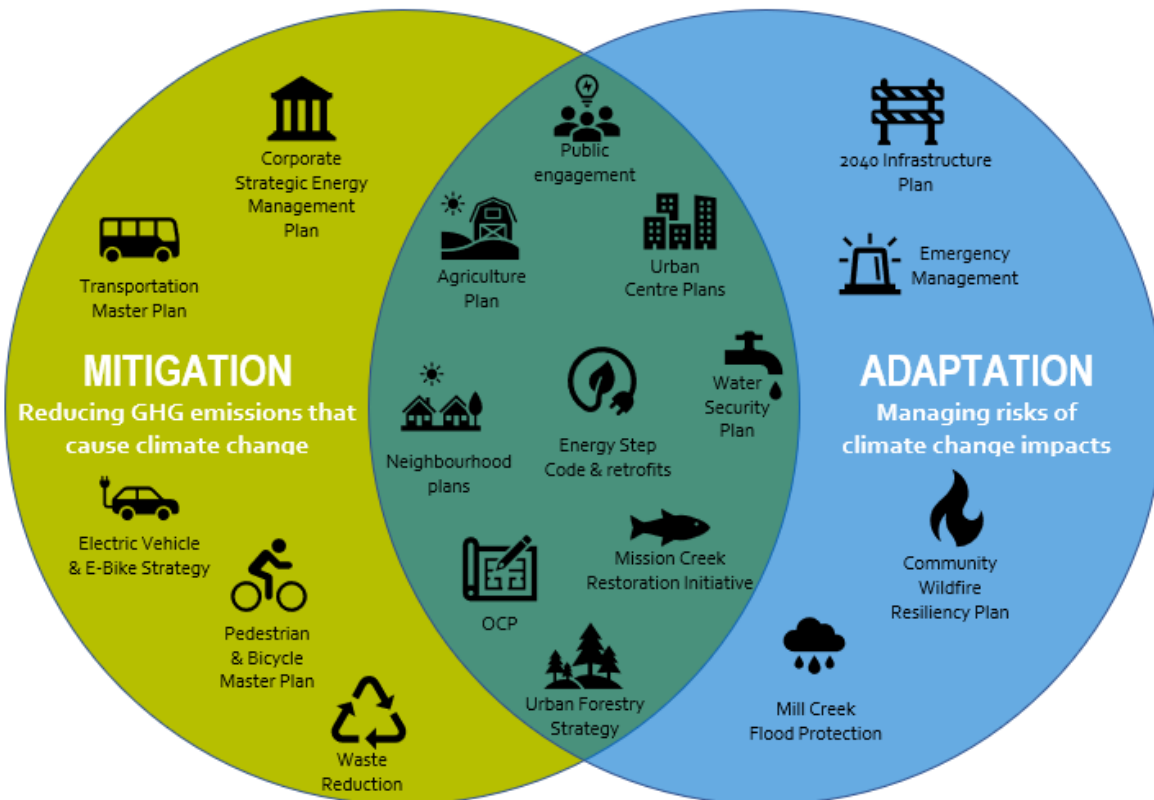 Corporate
Strategic Energy
Management
Plan
Transportation
Master Plan
MITIGATION
Reducing GHG emissions that
cause climate change
Electric Vehicle
& E-Bike Strategy
Pedestrian
& Bicycle
Master Plan
Waste
Reduction
Public
engagement
Agriculture
Plan
Urban
Centre Plans
Neighbourhood
plans
Energy Step
Code & retrofits
Water
Security
Plan
Mission Creek
Restoration Initiative
OCP
Urban Forestry
Strategy
2040 Infrastructure
Plan
Emergency
Management
ADAPTATION
Managing risks of
climate change impacts
Community
Wildfire
Resiliency Plan
Mill Creek
Flood Protection